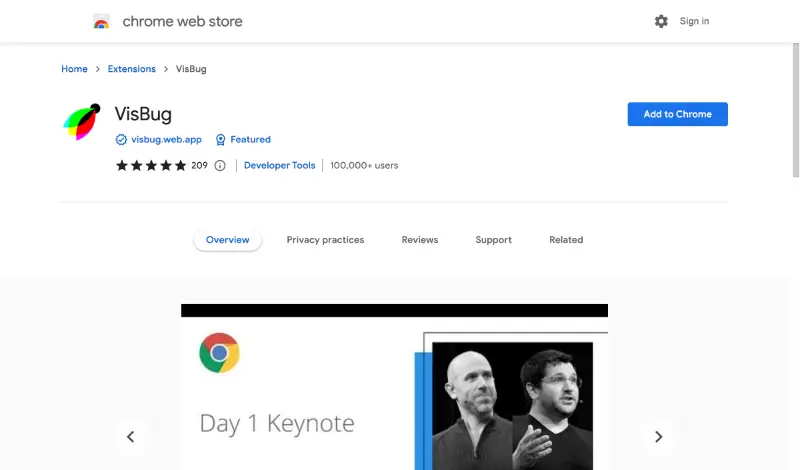 chrome web store
Sign in
Home > Extensions > VisBug
VisBug
Add to Chrome
visbug.web.app Featured
209 Developer Tools 100,000+ users
Overview Privacy practices Reviews Support Related
Day 1 Keynote